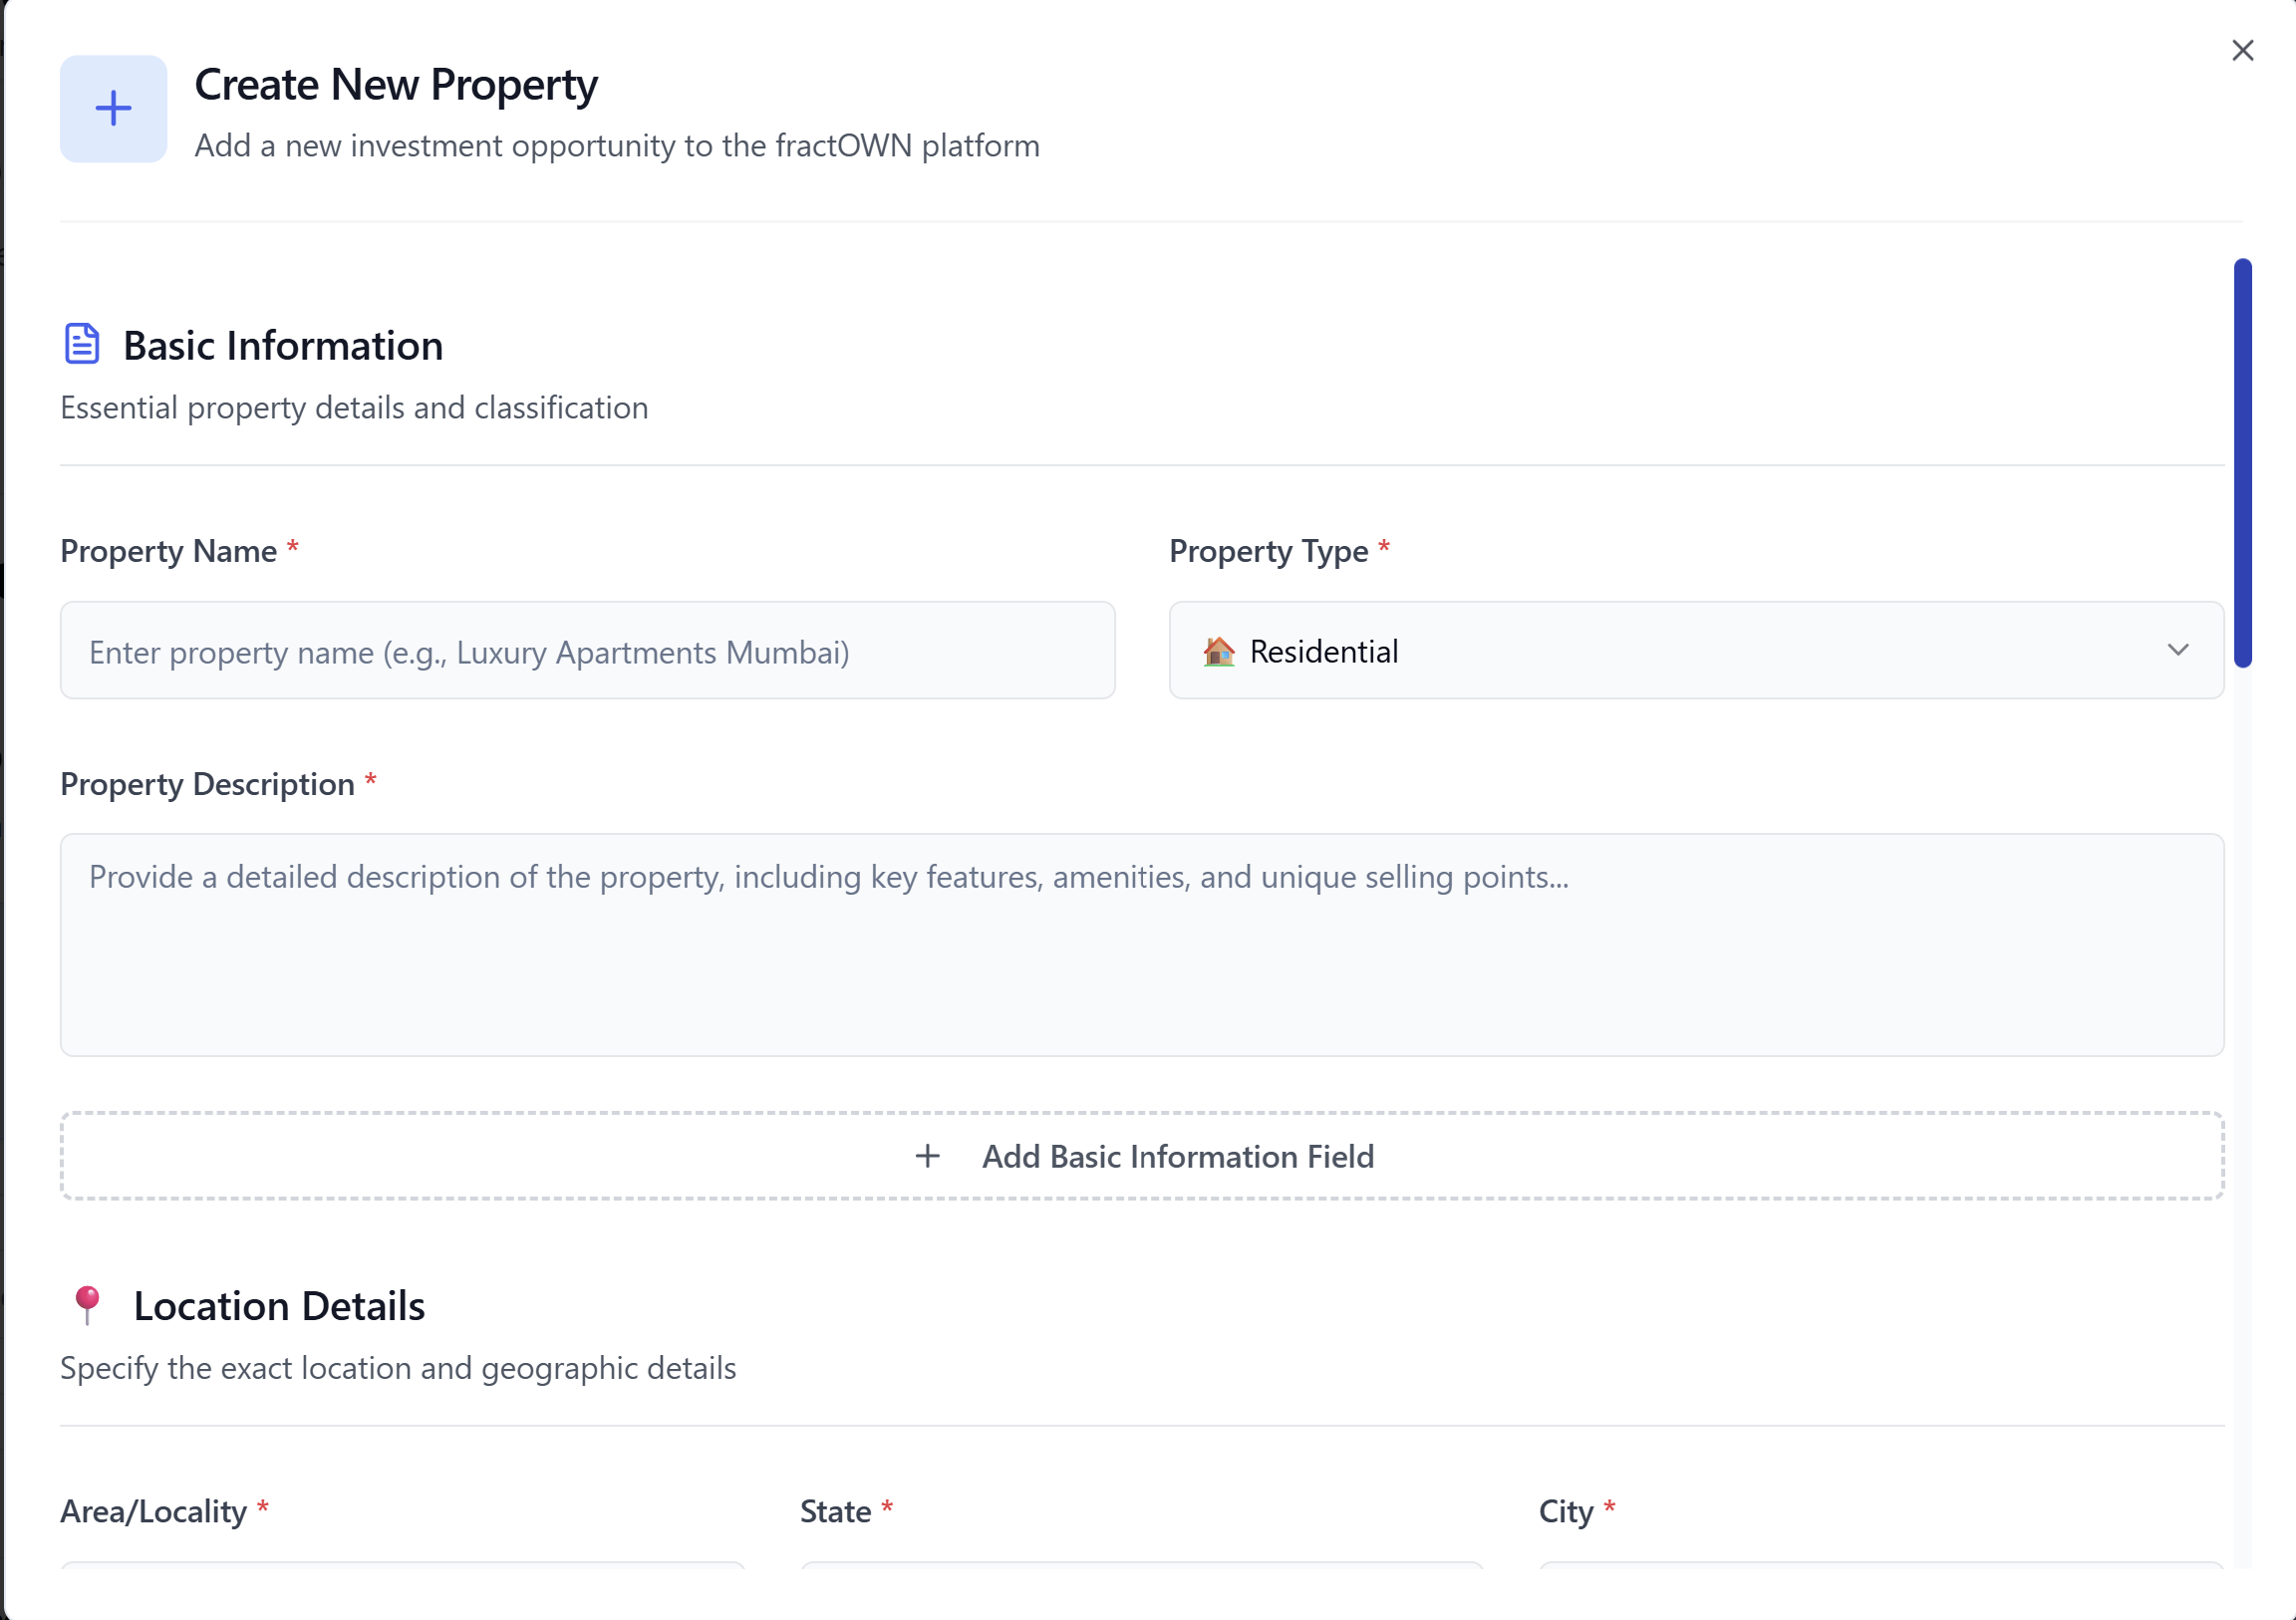 Create New Property
Add a new investment opportunity to the fractOWN platform
Basic Information
Essential property details and classification
Property Name *
Property Type *
Enter property name (e.g., Luxury Apartments Mumbai)
Residential
Property Description *
Provide a detailed description of the property, including key features, amenities, and unique selling points...
Add Basic Information Field
Location Details
Specify the exact location and geographic details
Area/Locality *
State *
City *